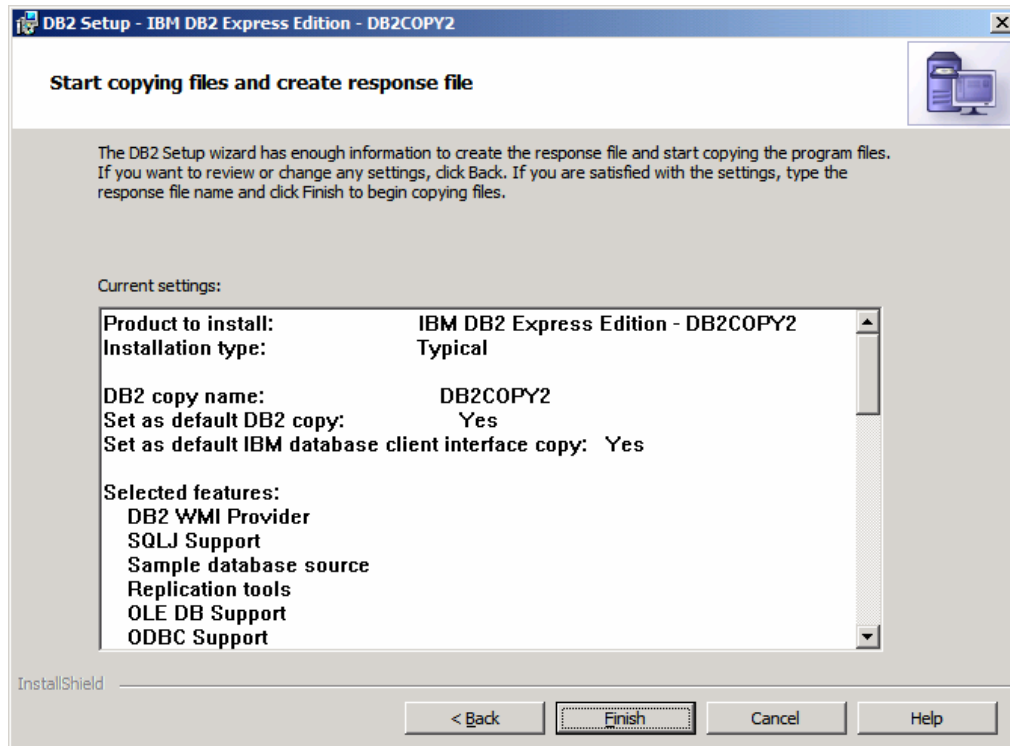 DB2 Setup - IBM DB2 Express Edition - DB2COPY2
Start copying files and create response file
The DB2 Setup wizard has enough information to create the response file and start copying the program files.
If you want to review or change any settings, click Back. If you are satisfied with the settings, type the
response file name and click Finish to begin copying files.
Current settings:
Product to install: IBM DB2 Express Edition - DB2COPY2
Installation type: Typical
DB2 copy name: DB2COPY2
Set as default DB2 copy: Yes
Set as default IBM database client interface copy: Yes
Selected features:
DB2 WMI Provider
SQLJ Support
Sample database source
Replication tools
OLE DB Support
ODBC Support
InstallShield
< Back Finish Cancel Help